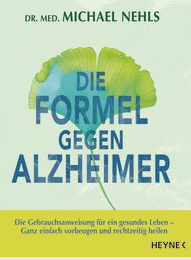 DR. MED. MICHAEL NEHLS
DIE
FORMEL
GEGEN
ALZHEIMER
Die Gebrauchsanweisung für ein gesundes Leben –
Ganz einfach vorbeugen und rechtzeitig heilen
HEYNE